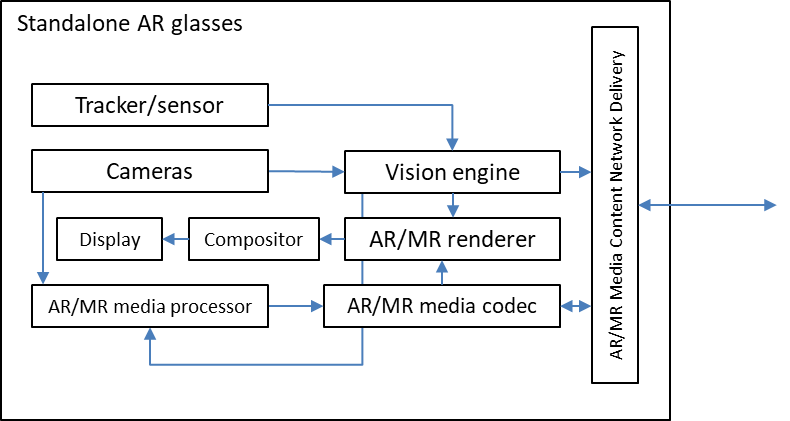 Standalone AR glasses
Tracker/sensor
Cameras
Vision engine
Display
Compositor
AR/MR renderer
AR/MR media processor
AR/MR media codec
AR/MR Media Content Network Delivery